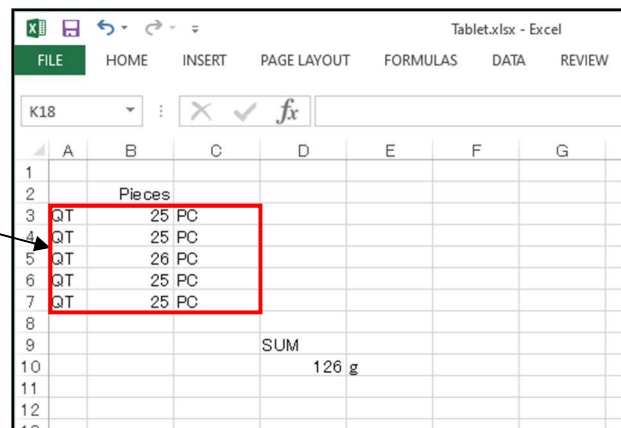 Tablet.xlsx - Excel
FILE HOME INSERT PAGE LAYOUT FORMULAS DATA REVIEW
K18 fx
A B C D E F G
1
2 Pieces
3 QT 25 PC
4 QT 25 PC
5 QT 26 PC
6 QT 25 PC
7 QT 25 PC
8
9 SUM
10 126 g
11
12